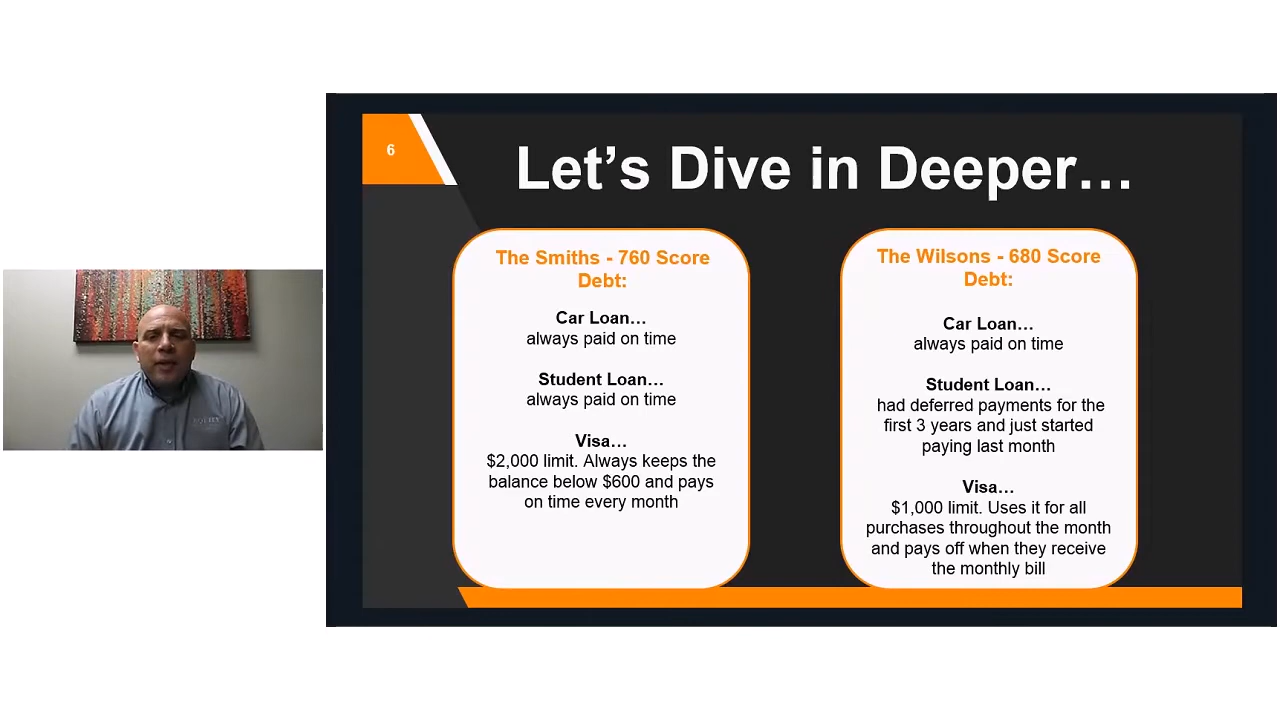 6
Let's Dive in Deeper…
The Smiths - 760 Score
Debt:
Car Loan…
always paid on time
Student Loan…
always paid on time
Visa…
$2,000 limit. Always keeps the
balance below $600 and pays
on time every month
The Wilsons - 680 Score
Debt:
Car Loan…
always paid on time
Student Loan…
had deferred payments for the
first 3 years and just started
paying last month
Visa…
$1,000 limit. Uses it for all
purchases throughout the month
and pays off when they receive
the monthly bill